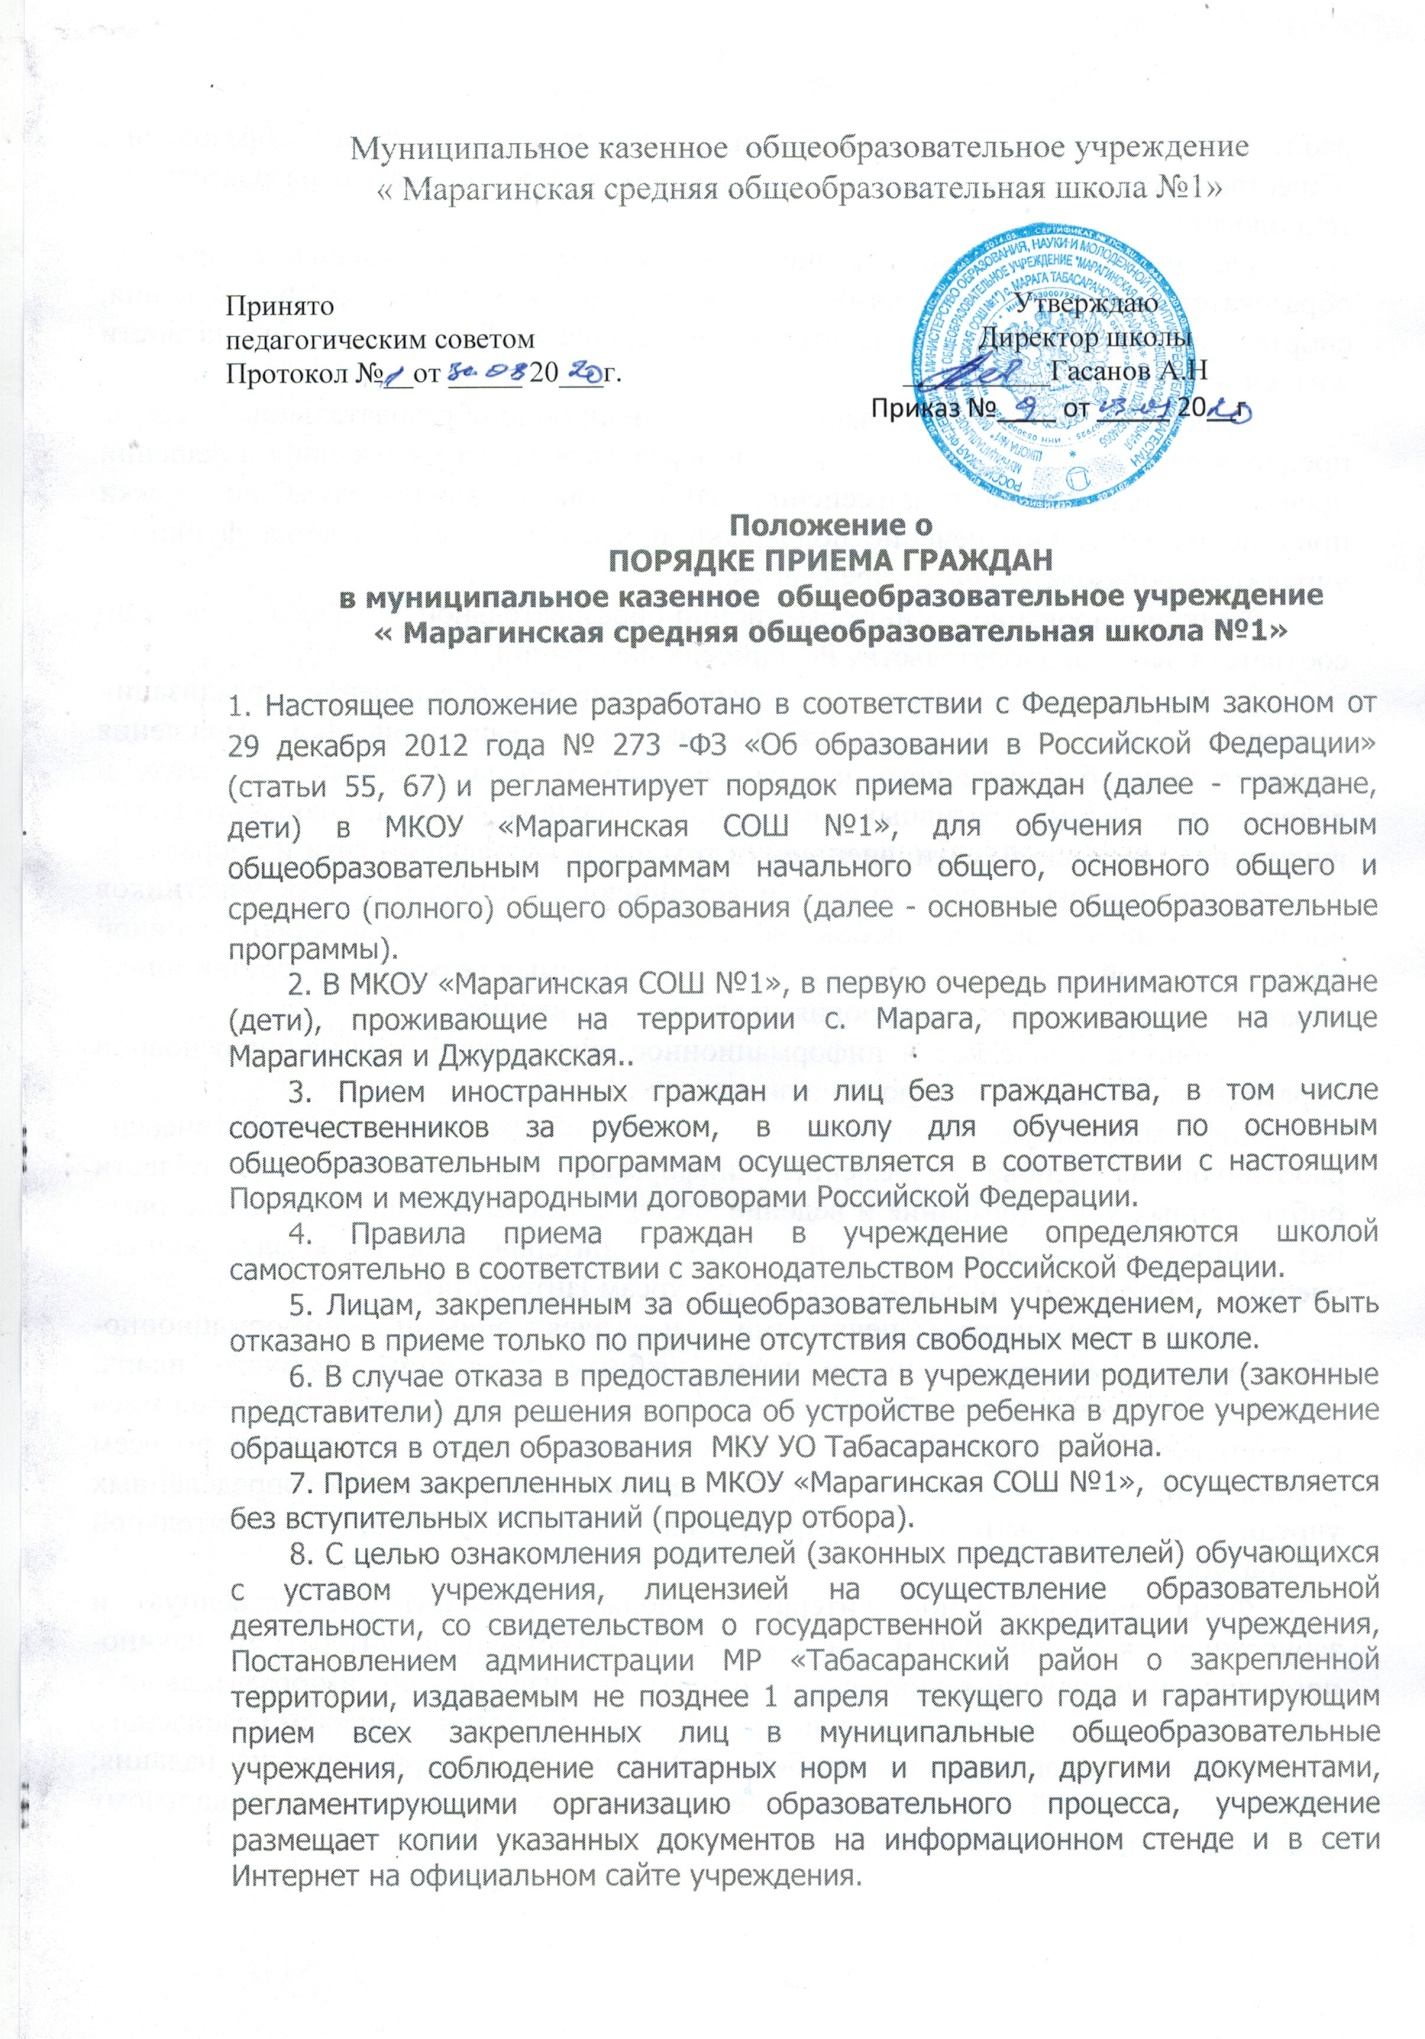 Муниципальное казенное общеобразовательное учреждение
« Марагинская средняя общеобразовательная школа №1»
Принято
педагогическим советом
Протокол № 1 от 30 08 2020 г.
Утверждаю
Директор школы
Гасанов А.Н
Приказ № 9 от 2020 г
Положение о
ПОРЯДКЕ ПРИЕМА ГРАЖДАН
в муниципальное казенное общеобразовательное учреждение
« Марагинская средняя общеобразовательная школа №1»
1. Настоящее положение разработано в соответствии с Федеральным законом от
29 декабря 2012 года № 273 -ФЗ «Об образовании в Российской Федерации»
(статьи 55, 67) и регламентирует порядок приема граждан (далее - граждане,
дети) в МКОУ «Марагинская СОШ №1», для обучения по основным
общеобразовательным программам начального общего, основного общего и
среднего (полного) общего образования (далее - основные общеобразовательные
программы).
2. В МКОУ «Марагинская СОШ №1», в первую очередь принимаются граждане
(дети), проживающие на территории с. Марага, проживающие на улице
Марагинская и Джурдакская..
3. Прием иностранных граждан и лиц без гражданства, в том числе
соотечественников за рубежом, в школу для обучения по основным
общеобразовательным программам осуществляется в соответствии с настоящим
Порядком и международными договорами Российской Федерации.
4. Правила приема граждан в учреждение определяются школой
самостоятельно в соответствии с законодательством Российской Федерации.
5. Лицам, закрепленным за общеобразовательным учреждением, может быть
отказано в приеме только по причине отсутствия свободных мест в школе.
6. В случае отказа в предоставлении места в учреждении родители (законные
представители) для решения вопроса об устройстве ребенка в другое учреждение
обращаются в отдел образования МКУ УО Табасаранского района.
7. Прием закрепленных лиц в МКОУ «Марагинская СОШ №1», осуществляется
без вступительных испытаний (процедур отбора).
8. С целью ознакомления родителей (законных представителей) обучающихся
с уставом учреждения, лицензией на осуществление образовательной
деятельности, со свидетельством о государственной аккредитации учреждения,
Постановлением администрации МР «Табасаранский район о закрепленной
территории, издаваемым не позднее 1 апреля текущего года и гарантирующим
прием всех закрепленных лиц в муниципальные общеобразовательные
учреждения, соблюдение санитарных норм и правил, другими документами,
регламентирующими организацию образовательного процесса, учреждение
размещает копии указанных документов на информационном стенде и в сети
Интернет на официальном сайте учреждения.